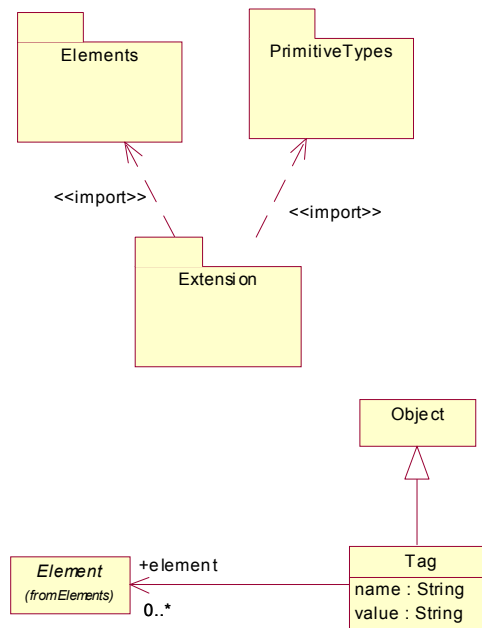 Elements
PrimitiveTypes
<<import>>
<<import>>
Extension
Object
Element
(fromElements)
+element
0..*
Tag
name : String
value : String